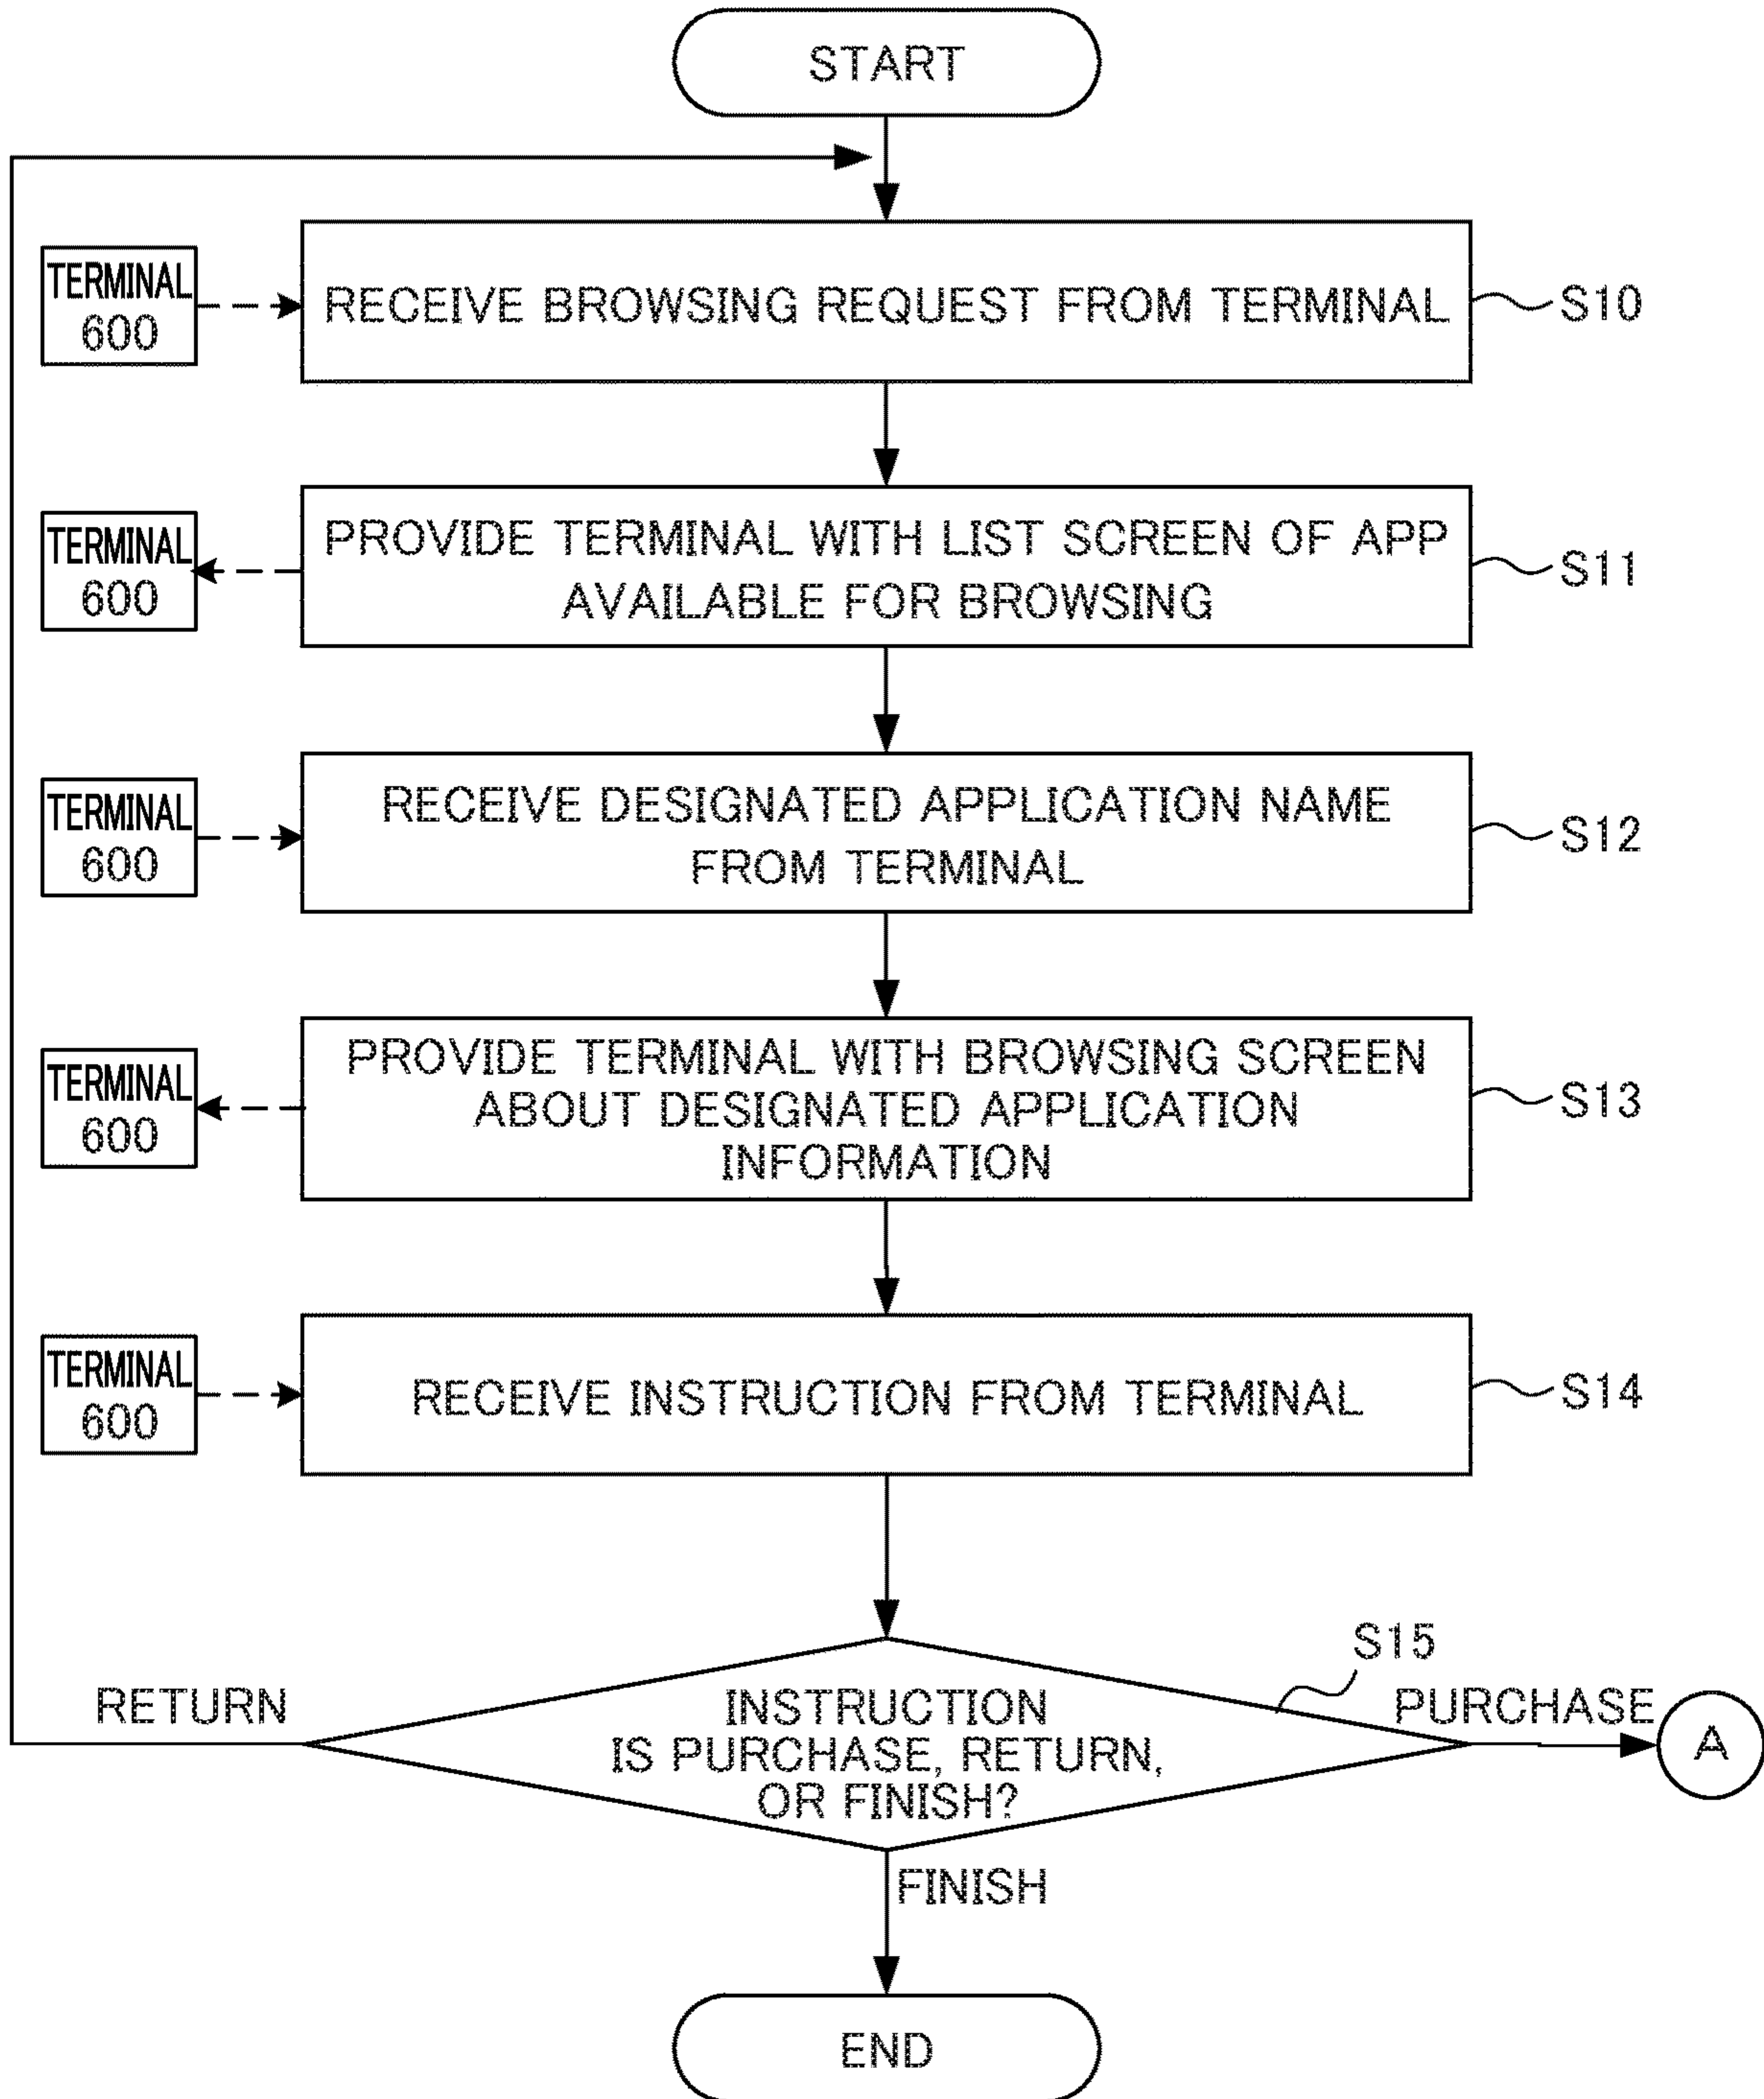 START
TERMINAL
600
RECEIVE BROWSING REQUEST FROM TERMINAL
S10
TERMINAL
600
PROVIDE TERMINAL WITH LIST SCREEN OF APP
AVAILABLE FOR BROWSING
S11
TERMINAL
600
RECEIVE DESIGNATED APPLICATION NAME
FROM TERMINAL
S12
TERMINAL
600
PROVIDE TERMINAL WITH BROWSING SCREEN
ABOUT DESIGNATED APPLICATION
INFORMATION
S13
TERMINAL
600
RECEIVE INSTRUCTION FROM TERMINAL
S14
S15
RETURN
INSTRUCTION
IS PURCHASE, RETURN,
OR FINISH?
PURCHASE
A
FINISH
END